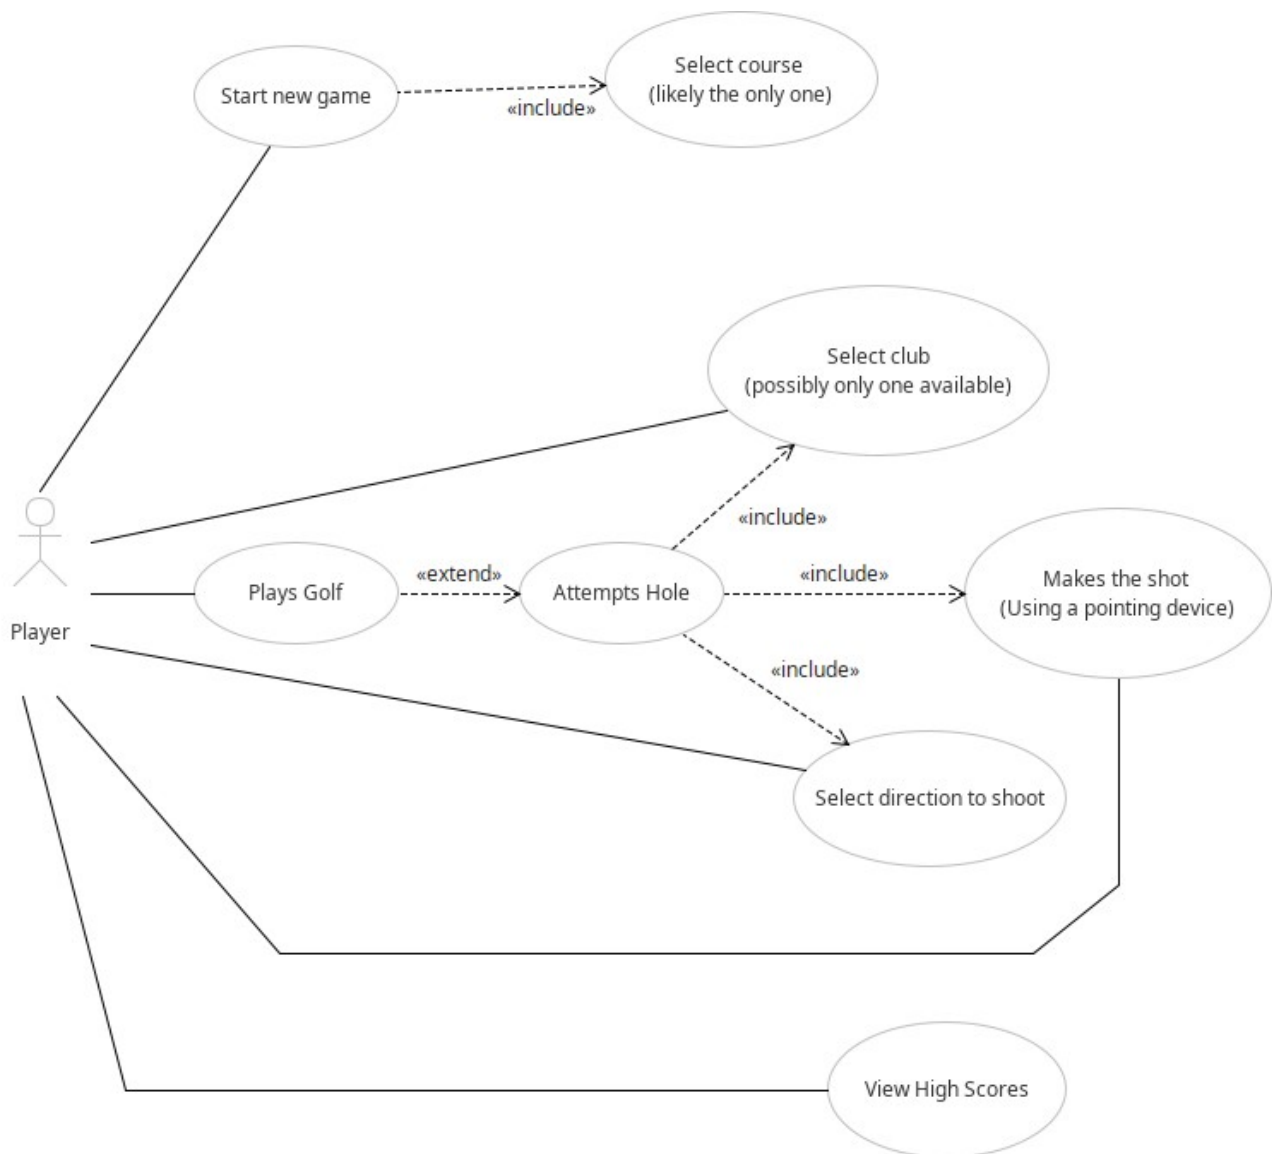 Start new game
«include»
Select course
(likely the only one)
Select club
(possibly only one available)
«include»
Player
Plays Golf
«extend»
Attempts Hole
«include»
Makes the shot
(Using a pointing device)
«include»
Select direction to shoot
View High Scores